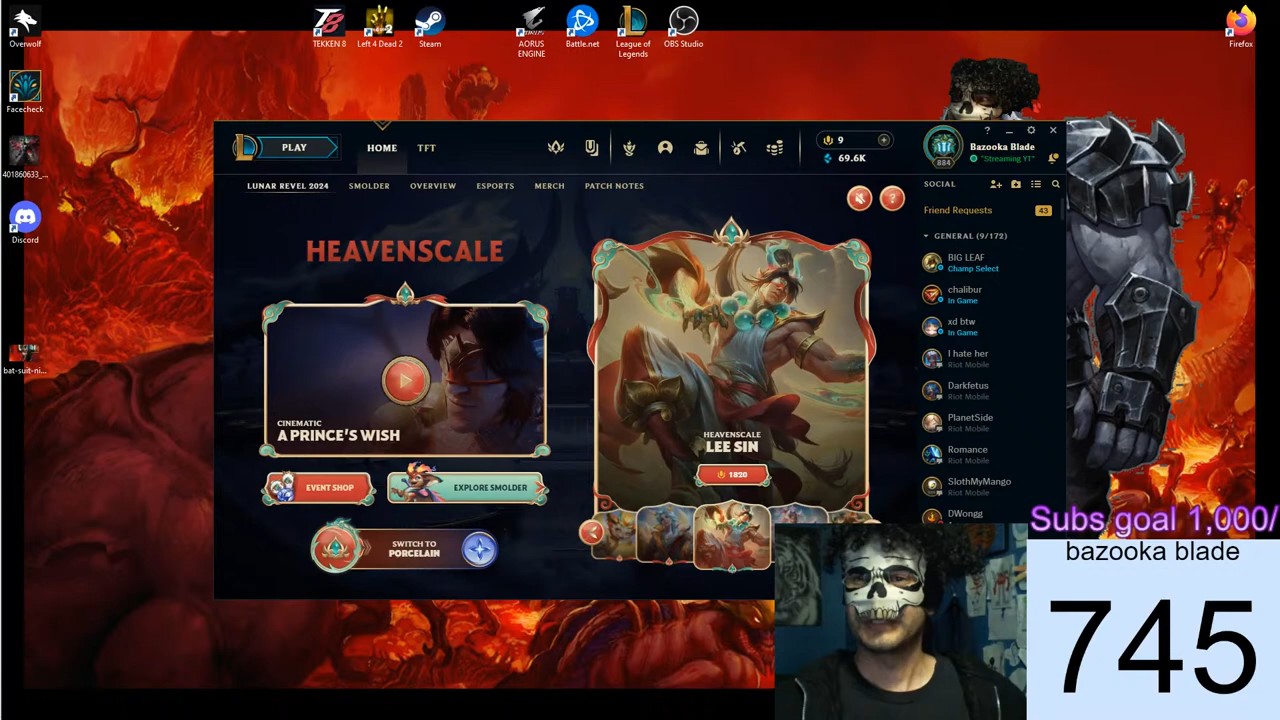 Overwolf
TEKKEN 8
Left 4 Dead 2
Steam
AORUS
ENGINE
Battle.net
League of
Legends
OBS Studio
Firefox
Facecheck
401860633_...
Discord
bat-suit-ni...
PLAY
HOME
TFT
9
69.6K
884
Bazooka Blade
"Streaming YT"
LUNAR REVEL 2024
SMOLDER
OVERVIEW
ESPORTS
MERCH
PATCH NOTES
SOCIAL
Friend Requests
43
GENERAL (9/172)
BIG LEAF
Champ Select
chalibur
In Game
xd btw
In Game
I hate her
Riot Mobile
Darkfetus
Riot Mobile
PlanetSide
Riot Mobile
Romance
Riot Mobile
SlothMyMango
Riot Mobile
DWongg
HEAVENSCALE
CINEMATIC
A PRINCE'S WISH
EVENT SHOP
EXPLORE SMOLDER
SWITCH TO
PORCELAIN
HEAVENSCALE
LEE SIN
1820
Subs goal 1,000/
bazooka blade
745